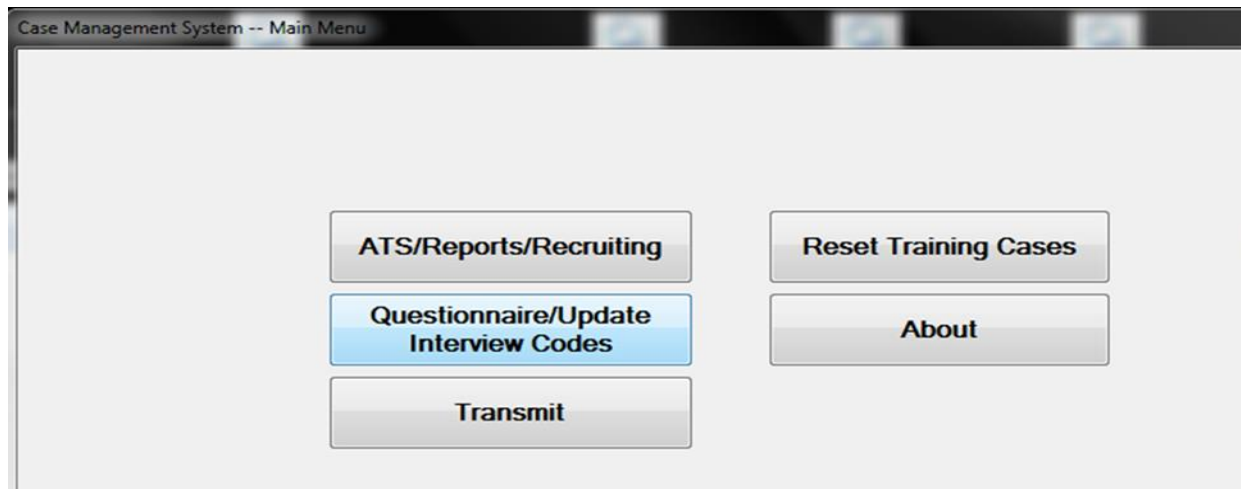 Case Management System -- Main Menu
ATS/Reports/Recruiting
Reset Training Cases
Questionnaire/Update
Interview Codes
About
Transmit